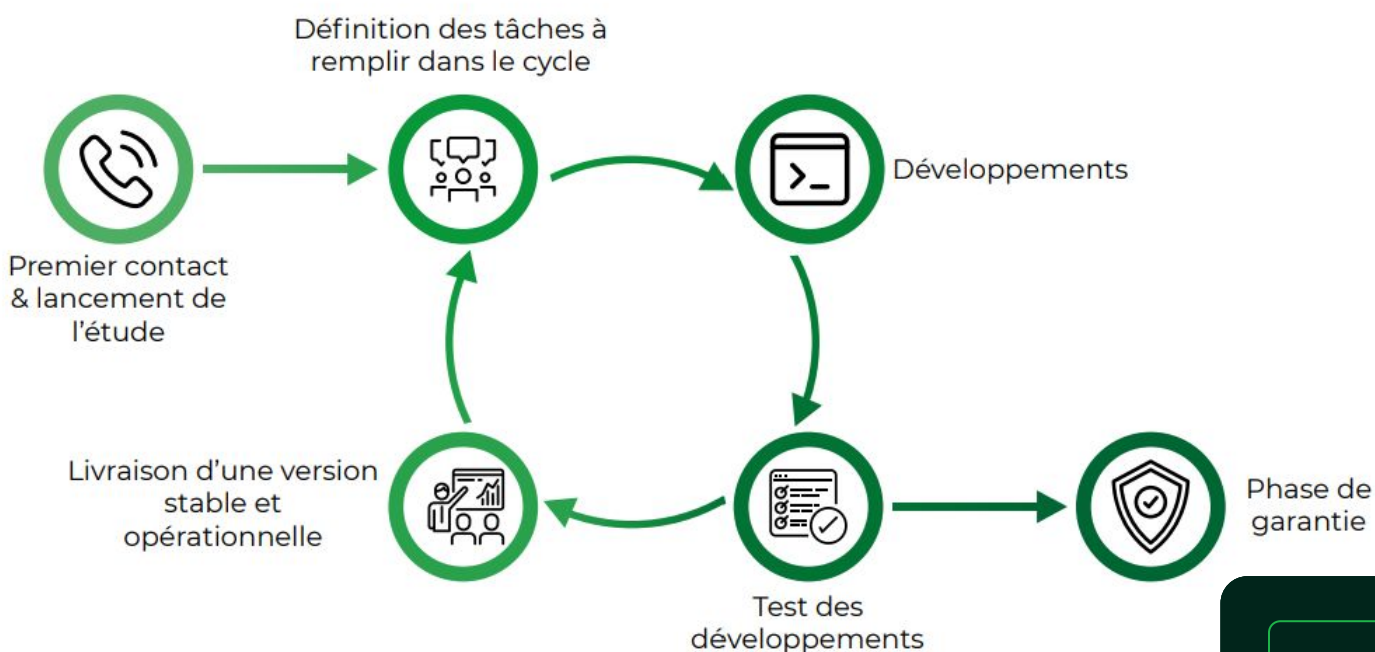 Définition des tâches à
remplir dans le cycle
Développements
Premier contact
& lancement de
l’étude
Livraison d’une version
stable et
opérationnelle
Phase de
garantie
Test des
développements